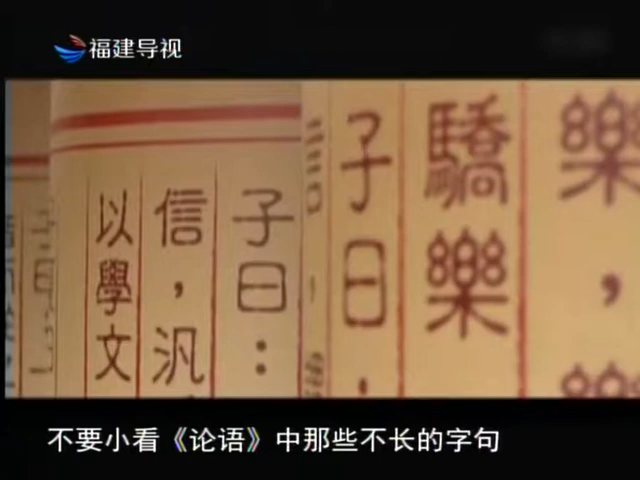 福建导视
樂，
驕樂
子曰
子曰：
信，汎
以學文
不要小看《论语》中那些不长的字句